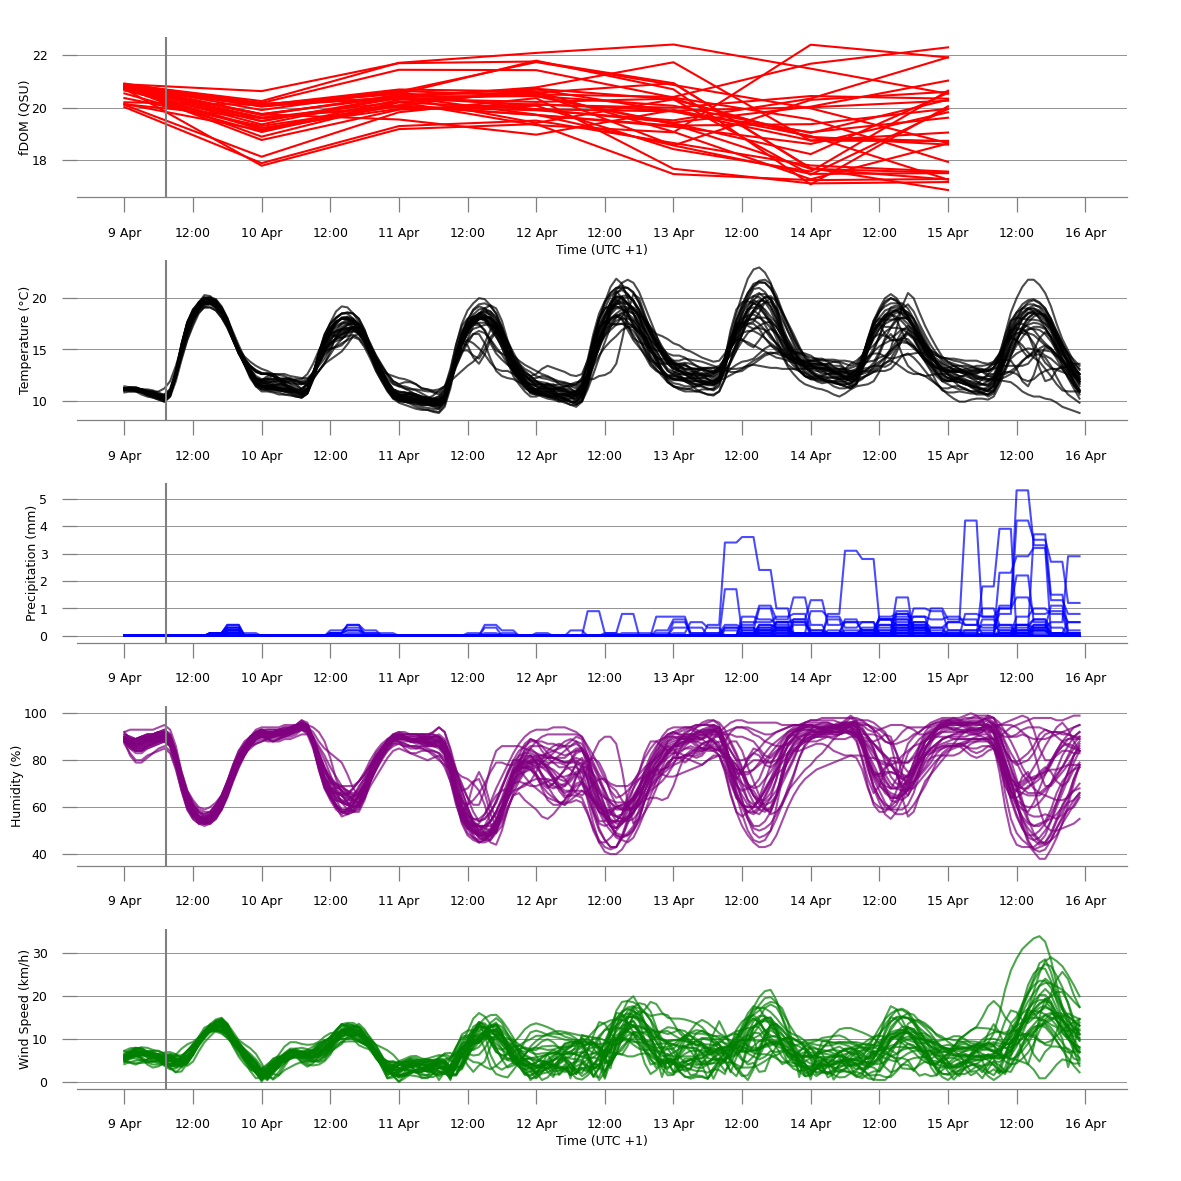 fDOM (QSU)
22
20
18
9 Apr 12:00 10 Apr 12:00 11 Apr 12:00 12 Apr 12:00 13 Apr 12:00 14 Apr 12:00 15 Apr 12:00 16 Apr
Time (UTC +1)
Temperature (°C)
20
15
10
9 Apr 12:00 10 Apr 12:00 11 Apr 12:00 12 Apr 12:00 13 Apr 12:00 14 Apr 12:00 15 Apr 12:00 16 Apr
Precipitation (mm)
5
4
3
2
1
0
9 Apr 12:00 10 Apr 12:00 11 Apr 12:00 12 Apr 12:00 13 Apr 12:00 14 Apr 12:00 15 Apr 12:00 16 Apr
Humidity (%)
100
80
60
40
9 Apr 12:00 10 Apr 12:00 11 Apr 12:00 12 Apr 12:00 13 Apr 12:00 14 Apr 12:00 15 Apr 12:00 16 Apr
Wind Speed (km/h)
30
20
10
0
9 Apr 12:00 10 Apr 12:00 11 Apr 12:00 12 Apr 12:00 13 Apr 12:00 14 Apr 12:00 15 Apr 12:00 16 Apr
Time (UTC +1)